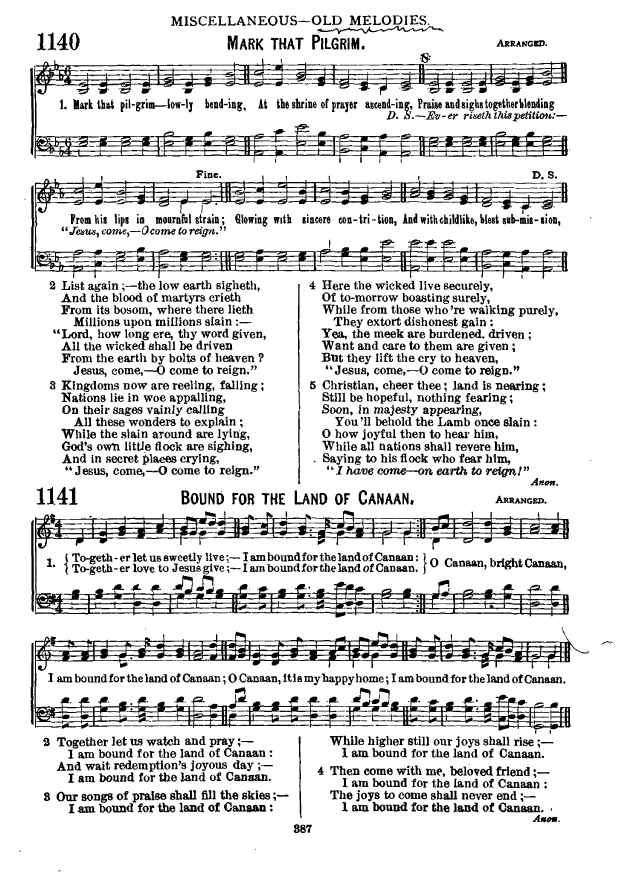 MISCELLANEOUS—OLD MELODIES.
1140 MARK THAT PILGRIM. ARRANGED.
1. Mark that pil-grim—low-ly bend-ing, At the shrine of prayer ascend-ing, Praise and sighs together blending
D. S.—Ev-er riseth this petition:—
Fine. D. S.
From his lips in mournful strain; Glowing with sincere con-tri-tion, And with childlike, blest sub-mis-sion,
"Jesus, come,—O come to reign."
2 List again;—the low earth sigheth,
And the blood of martyrs crieth
From its bosom, where there lieth
Millions upon millions slain:—
"Lord, how long ere, thy word given,
All the wicked shall be driven
From the earth by bolts of heaven?
Jesus, come,—O come to reign."
3 Kingdoms now are reeling, falling;
Nations lie in woe appalling,
On their sages vainly calling
All these wonders to explain;
While the slain around are lying,
God's own little flock are sighing,
And in secret places crying,
"Jesus, come,—O come to reign."
4 Here the wicked live securely,
Of to-morrow boasting surely,
While from those who're walking purely,
They extort dishonest gain:
Yea, the meek are burdened, driven;
Want and care to them are given;
But they lift the cry to heaven,
"Jesus, come,—O come to reign."
5 Christian, cheer thee; land is nearing;
Still be hopeful, nothing fearing;
Soon, in majesty appearing,
You'll behold the Lamb once slain:
O how joyful then to hear him,
While all nations shall revere him,
Saying to his flock who fear him,
"I have come—on earth to reign!"
Anon.
1141 BOUND FOR THE LAND OF CANAAN. ARRANGED.
1. { To-geth-er let us sweetly live;—I am bound for the land of Canaan: } O Canaan, bright Canaan,
{ To-geth-er love to Jesus give;—I am bound for the land of Canaan. }
I am bound for the land of Canaan; O Canaan, it is my happy home; I am bound for the land of Canaan.
2 Together let us watch and pray;—
I am bound for the land of Canaan:
And wait redemption's joyous day;—
I am bound for the land of Canaan.
3 Our songs of praise shall fill the skies;—
I am bound for the land of Canaan:
While higher still our joys shall rise;—
I am bound for the land of Canaan.
4 Then come with me, beloved friend;—
I am bound for the land of Canaan:
The joys to come shall never end;—
I am bound for the land of Canaan.
Anon.
387